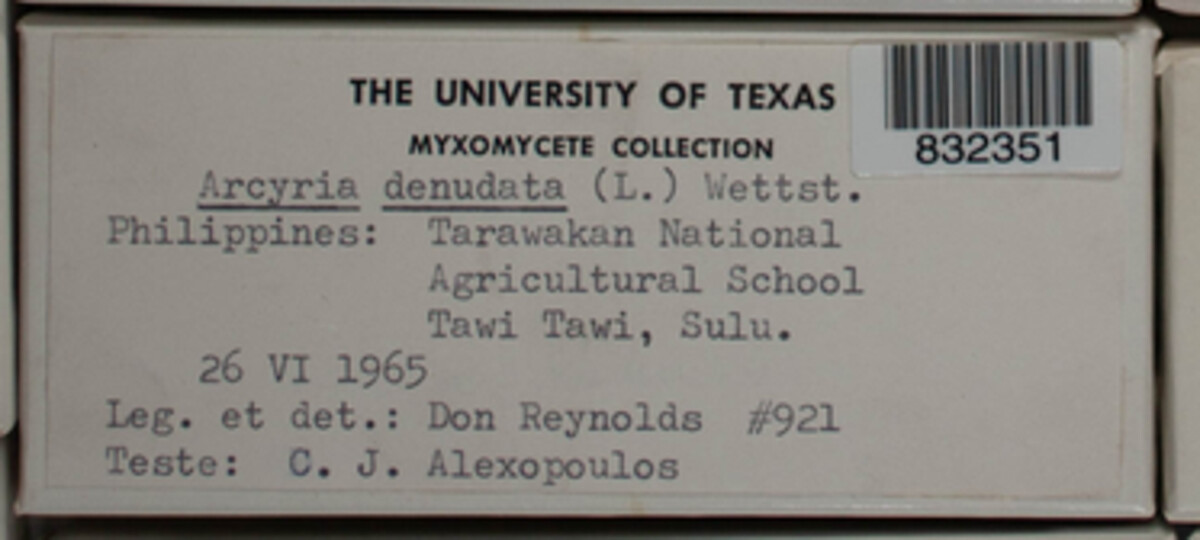 THE UNIVERSITY OF TEXAS
MYXOMYCETE COLLECTION
832351
Arcyria denudata (L.) Wettst.
Philippines: Tarawakan National
Agricultural School
Tawi Tawi, Sulu.
26 VI 1965
Leg. et det.: Don Reynolds #921
Teste: C. J. Alexopoulos